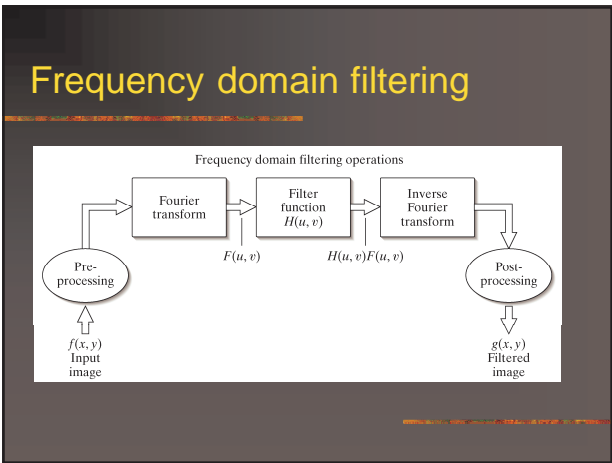 Frequency domain filtering
Frequency domain filtering operations
Fourier
transform
Filter
function
H(u, v)
Inverse
Fourier
transform
F(u, v)
H(u, v)F(u, v)
Pre-
processing
Post-
processing
f(x, y)
Input
image
g(x, y)
Filtered
image